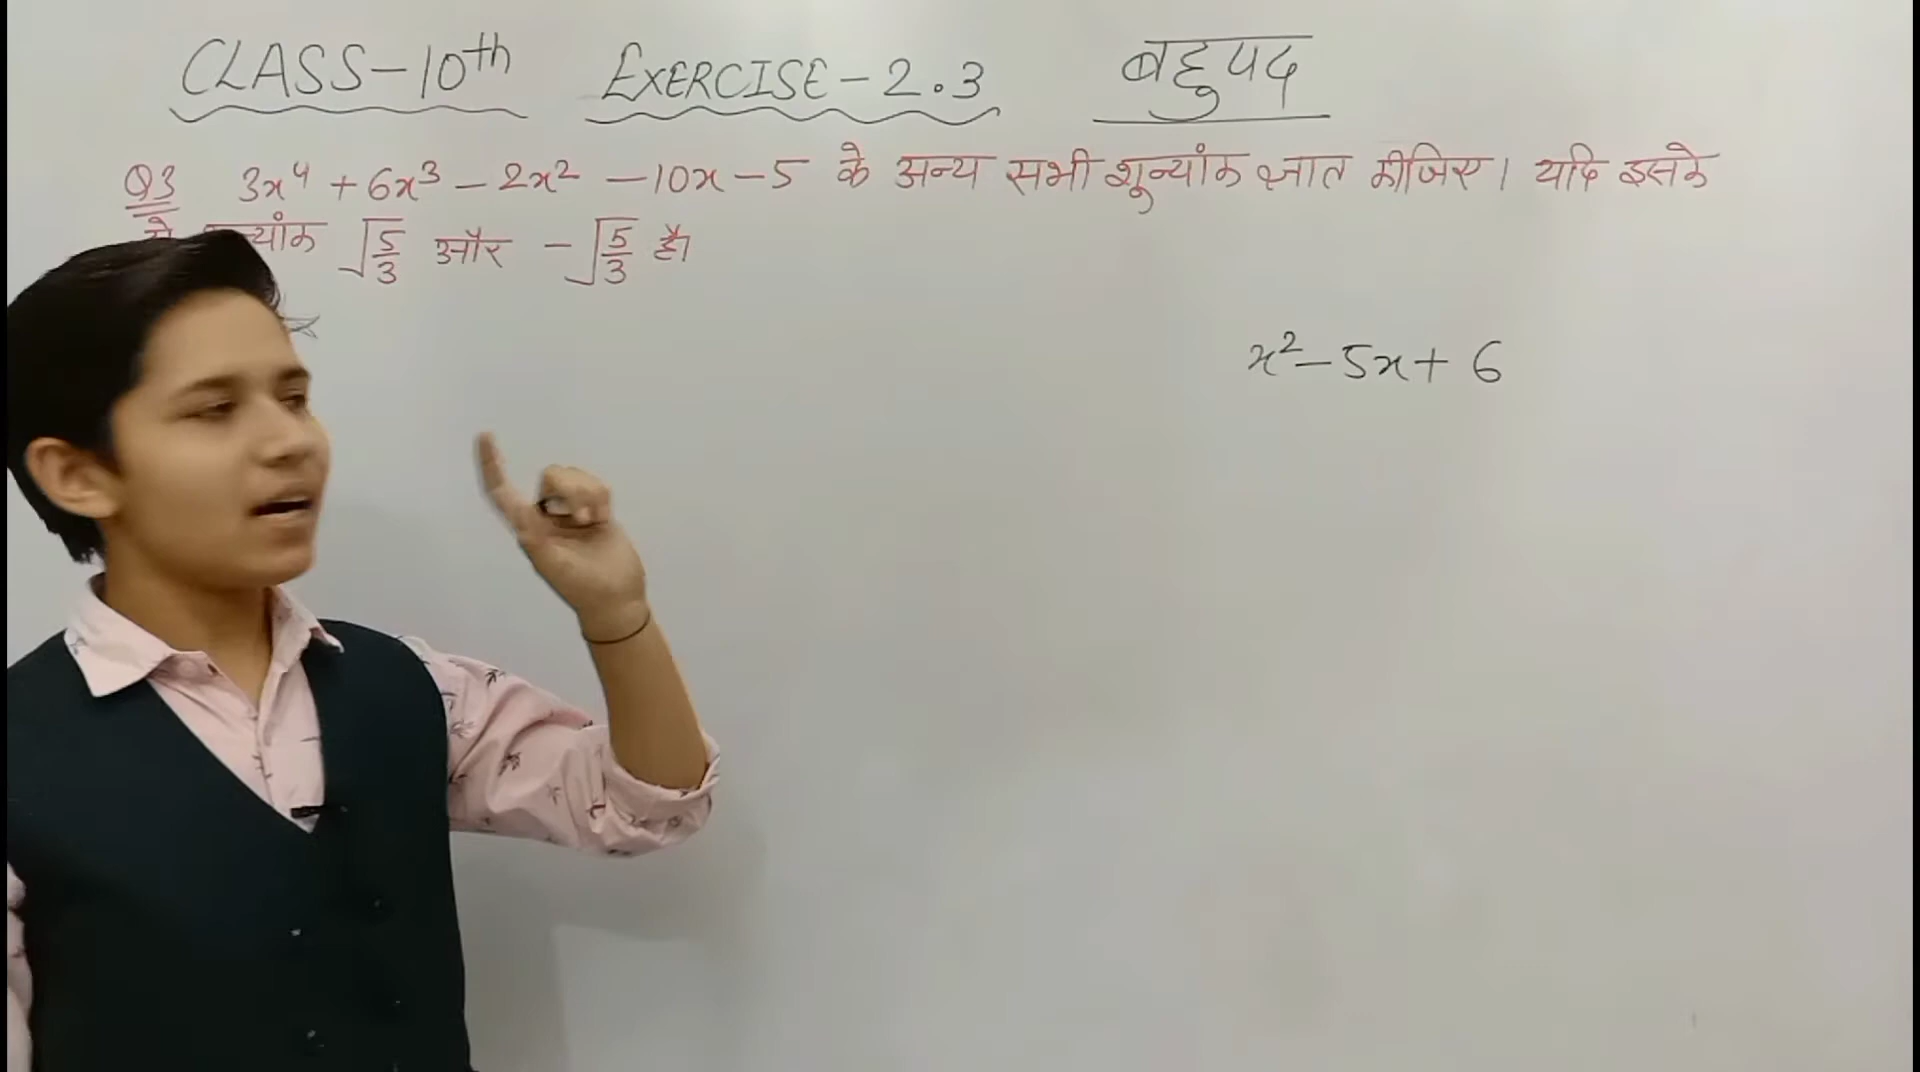 CLASS-10th EXERCISE-2.3 बहुपद
Q3 3x⁴ + 6x³ - 2x² - 10x - 5 के अन्य सभी शून्यांक ज्ञात कीजिए। यदि इसके
√5/3 और - √5/3 है।
x² - 5x + 6